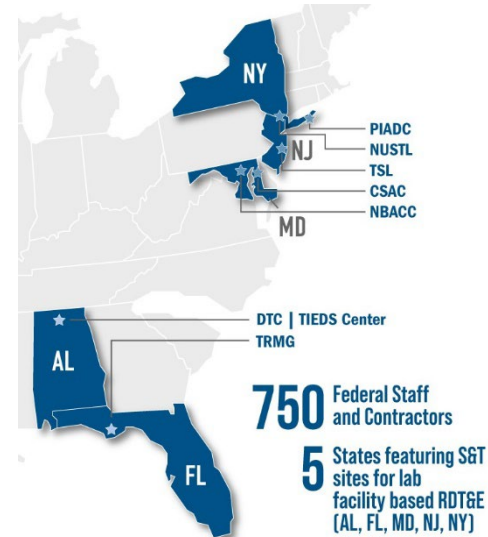 NY
PIADC
NUSTL
NJ
TSL
CSAC
NBACC
MD
DTC | TIEDS Center
TRMG
AL
FL
750 Federal Staff
and Contractors
5 States featuring S&T
sites for lab
facility based RDT&E
(AL, FL, MD, NJ, NY)